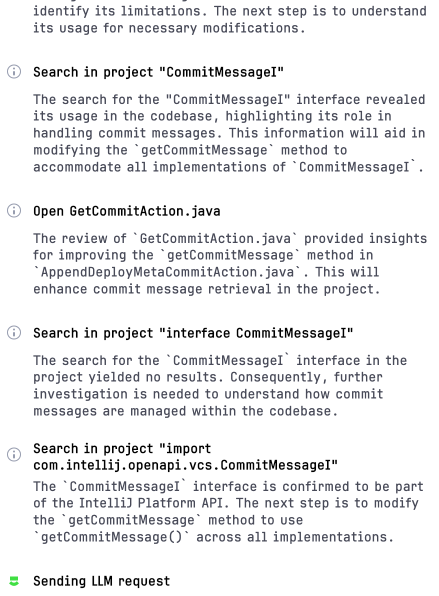 identify its limitations. The next step is to understand
its usage for necessary modifications.
Search in project "CommitMessageI"
The search for the "CommitMessageI" interface revealed
its usage in the codebase, highlighting its role in
handling commit messages. This information will aid in
modifying the `getCommitMessage` method to
accommodate all implementations of `CommitMessageI`.
Open GetCommitAction.java
The review of `GetCommitAction.java` provided insights
for improving the `getCommitMessage` method in
`AppendDeployMetaCommitAction.java`. This will
enhance commit message retrieval in the project.
Search in project "interface CommitMessageI"
The search for the `CommitMessageI` interface in the
project yielded no results. Consequently, further
investigation is needed to understand how commit
messages are managed within the codebase.
Search in project "import
com.intellij.openapi.vcs.CommitMessageI"
The `CommitMessageI` interface is confirmed to be part
of the IntelliJ Platform API. The next step is to modify
the `getCommitMessage` method to use
`getCommitMessage()` across all implementations.
Sending LLM request